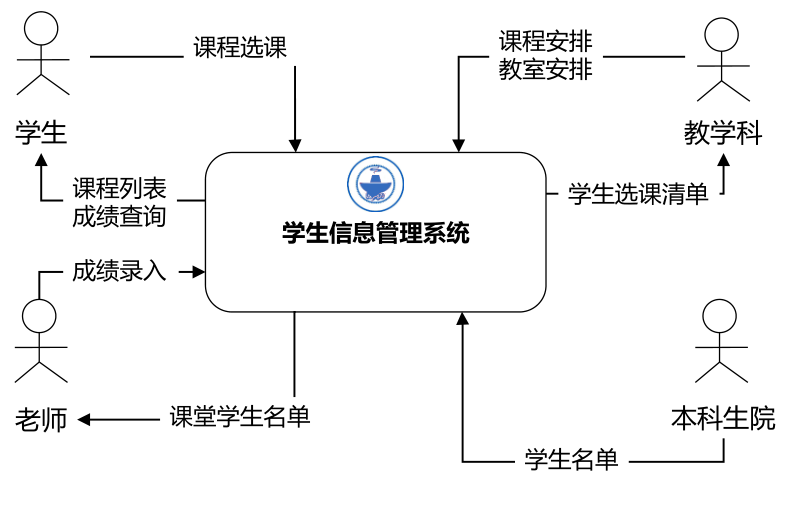 课程选课
课程安排
教室安排
学生
教学科
课程列表
成绩查询
学生选课清单
学生信息管理系统
成绩录入
老师
课堂学生名单
本科生院
学生名单